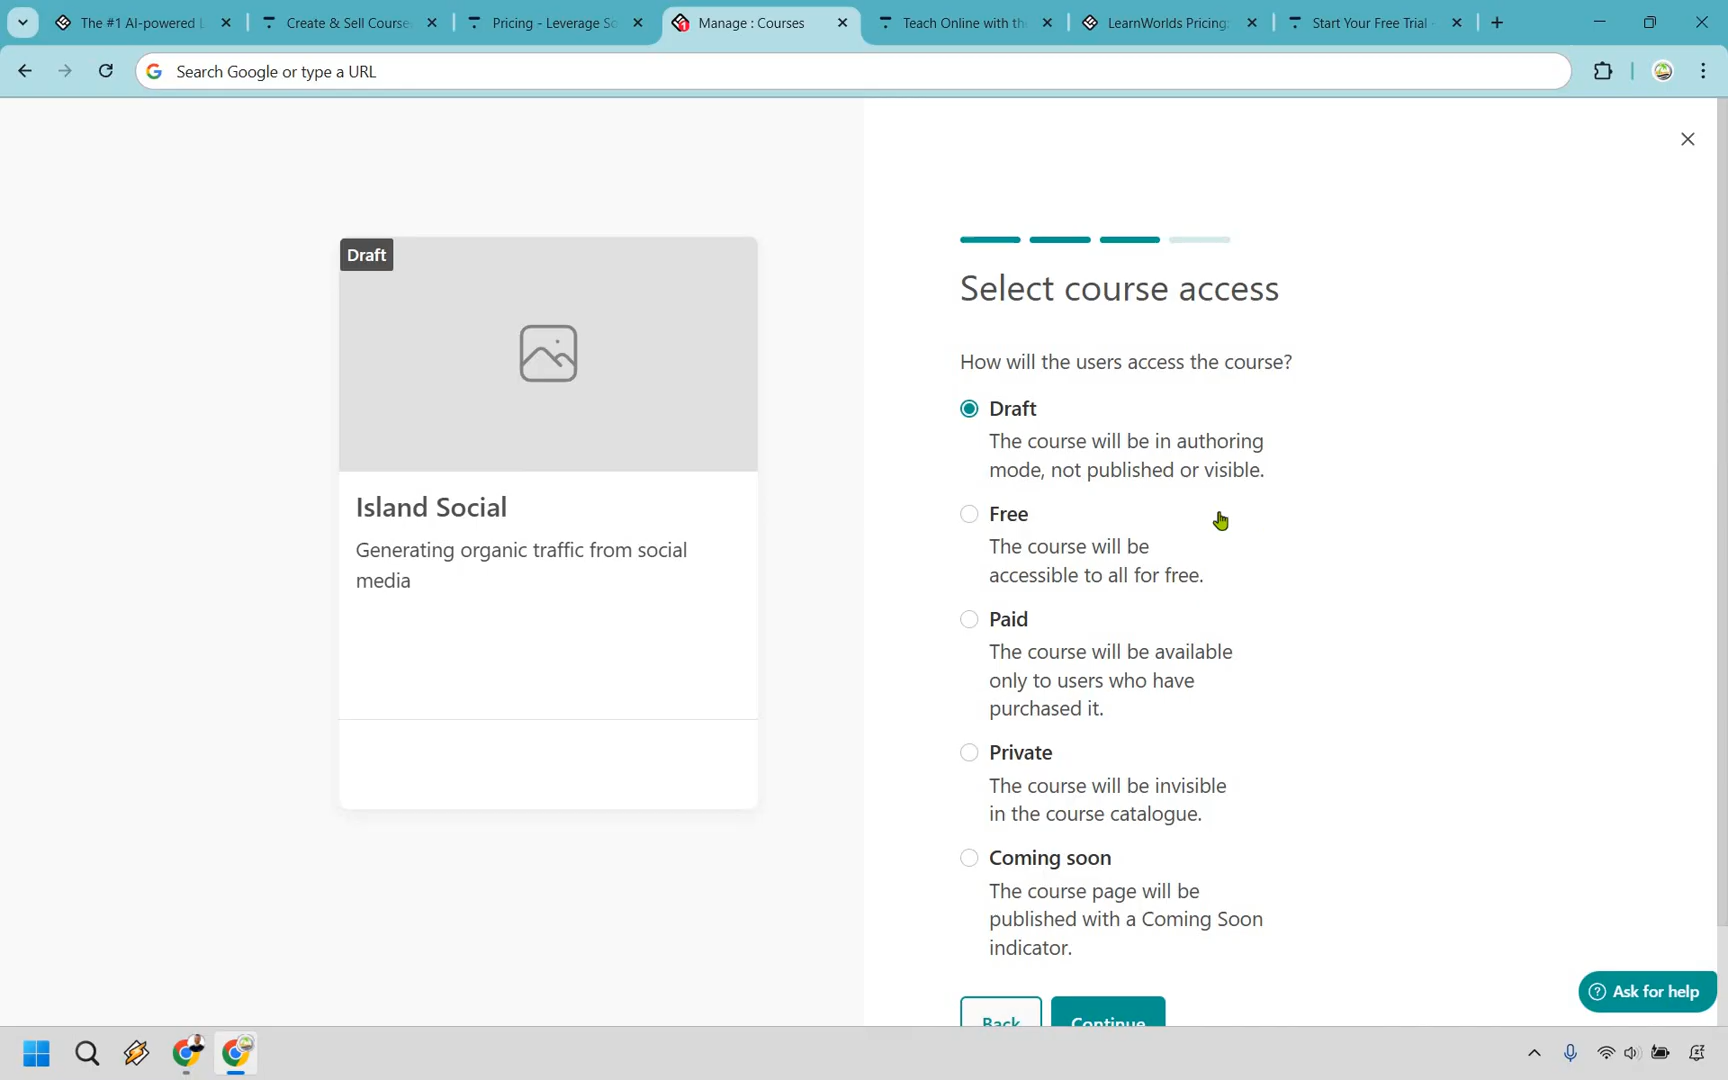 The #1 AI-powered L
Create & Sell Course
Pricing - Leverage So
Manage : Courses
Teach Online with th
LearnWorlds Pricing:
Start Your Free Trial -
Search Google or type a URL
Draft
Island Social
Generating organic traffic from social
media
Select course access
How will the users access the course?
Draft
The course will be in authoring
mode, not published or visible.
Free
The course will be
accessible to all for free.
Paid
The course will be available
only to users who have
purchased it.
Private
The course will be invisible
in the course catalogue.
Coming soon
The course page will be
published with a Coming Soon
indicator.
Back
Continue
Ask for help